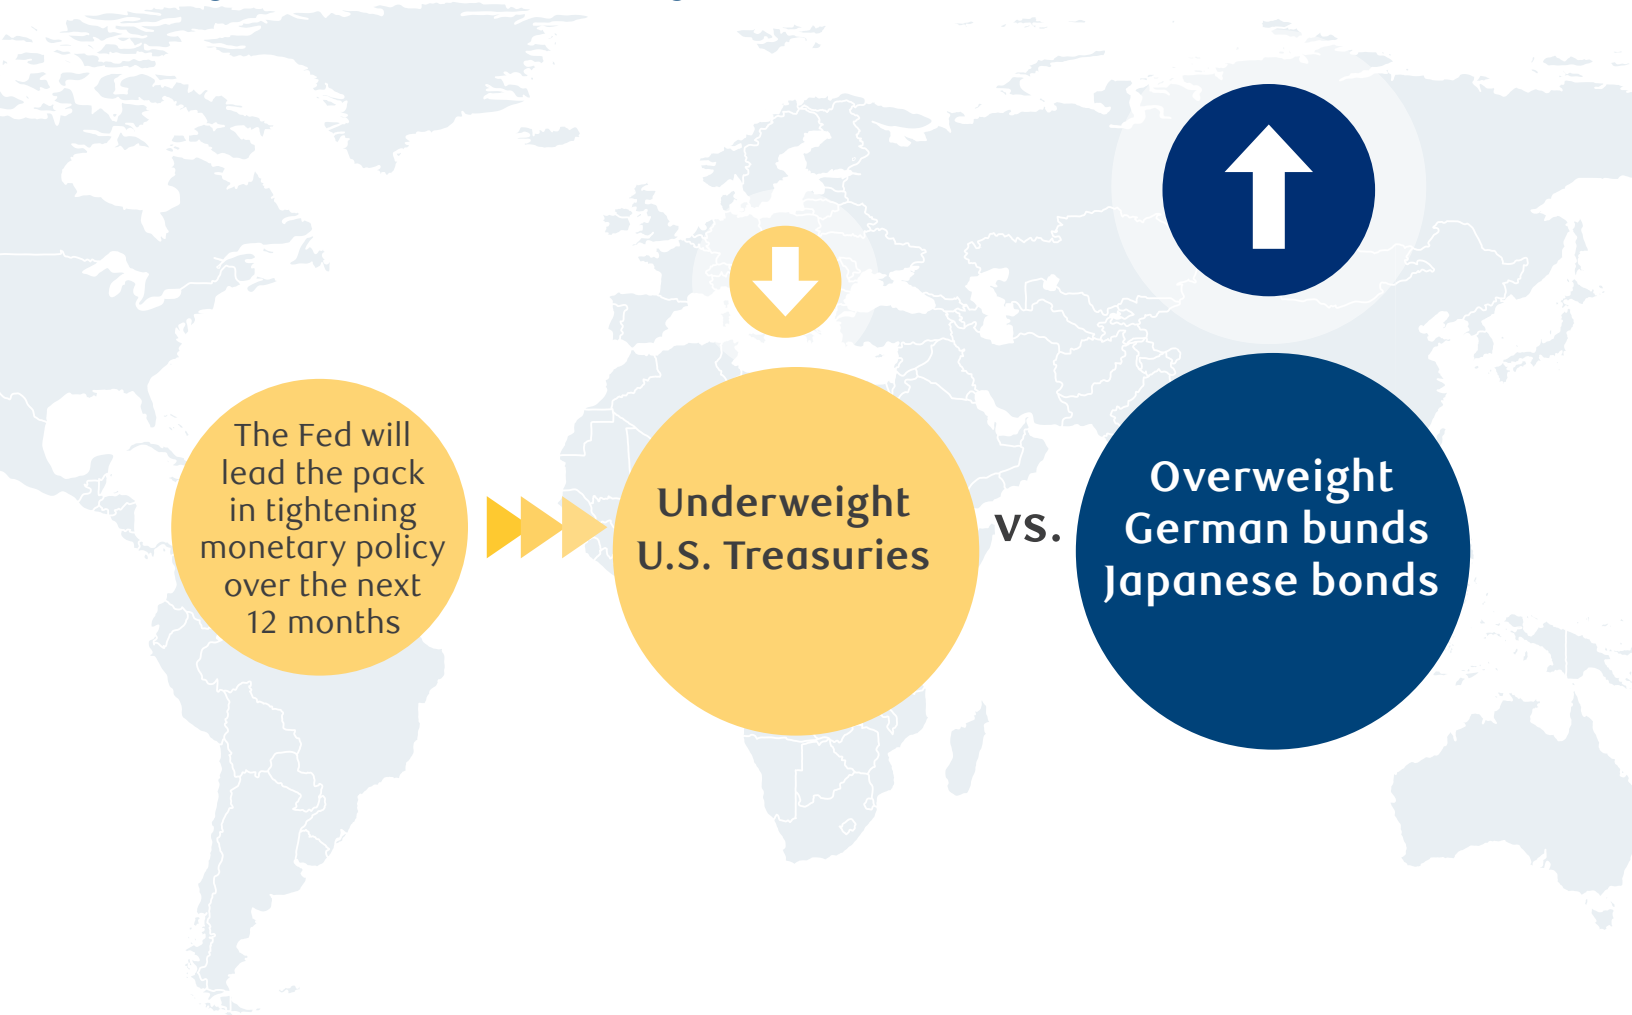 The Fed will
lead the pack
in tightening
monetary policy
over the next
12 months
Underweight
U.S. Treasuries
vs.
Overweight
German bunds
Japanese bonds